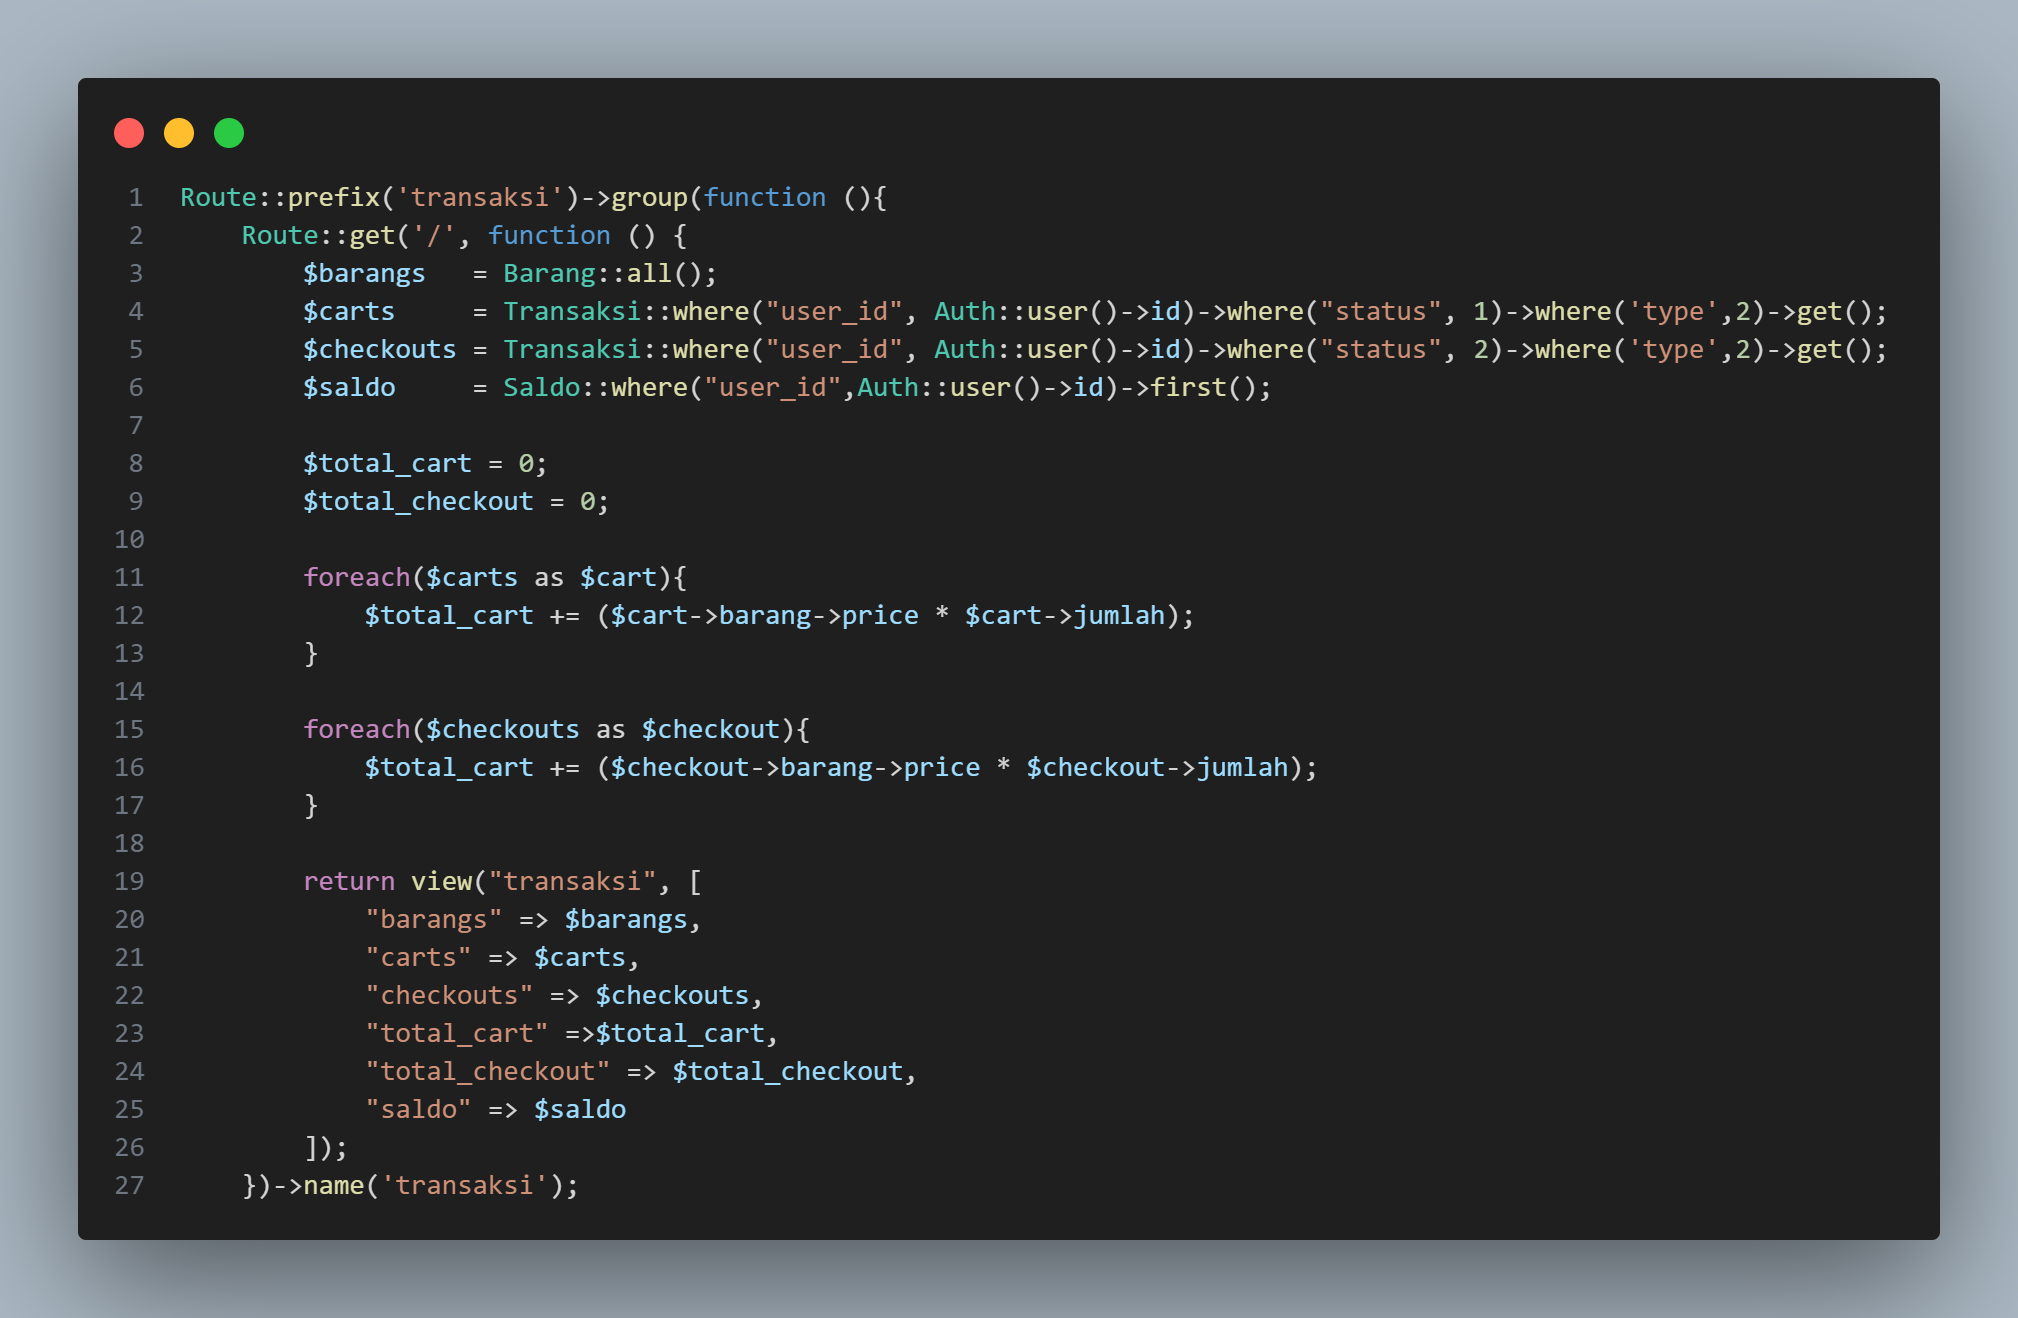 1 Route::prefix('transaksi')->group(function (){
2     Route::get('/', function () {
3         $barangs   = Barang::all();
4         $carts     = Transaksi::where("user_id", Auth::user()->id)->where("status", 1)->where('type',2)->get();
5         $checkouts = Transaksi::where("user_id", Auth::user()->id)->where("status", 2)->where('type',2)->get();
6         $saldo     = Saldo::where("user_id",Auth::user()->id)->first();
7
8         $total_cart = 0;
9         $total_checkout = 0;
10
11         foreach($carts as $cart){
12             $total_cart += ($cart->barang->price * $cart->jumlah);
13         }
14
15         foreach($checkouts as $checkout){
16             $total_cart += ($checkout->barang->price * $checkout->jumlah);
17         }
18
19         return view("transaksi", [
20             "barangs" => $barangs,
21             "carts" => $carts,
22             "checkouts" => $checkouts,
23             "total_cart" =>$total_cart,
24             "total_checkout" => $total_checkout,
25             "saldo" => $saldo
26         ]);
27     })->name('transaksi');